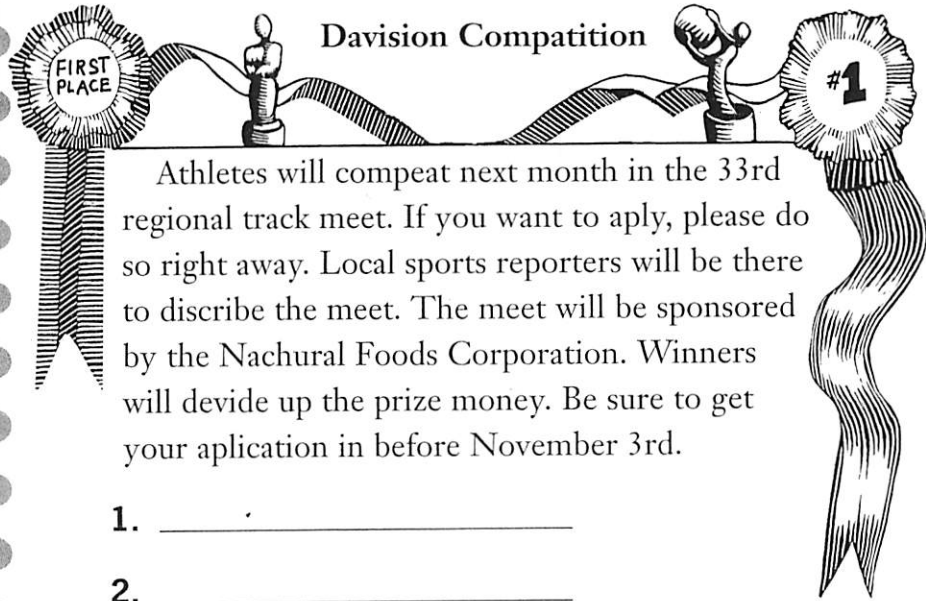 Davision Compatition
FIRST
PLACE
#1
Athletes will compeat next month in the 33rd
regional track meet. If you want to aply, please do
so right away. Local sports reporters will be there
to discribe the meet. The meet will be sponsored
by the Nachural Foods Corporation. Winners
will devide up the prize money. Be sure to get
your aplication in before November 3rd.
1.
2.